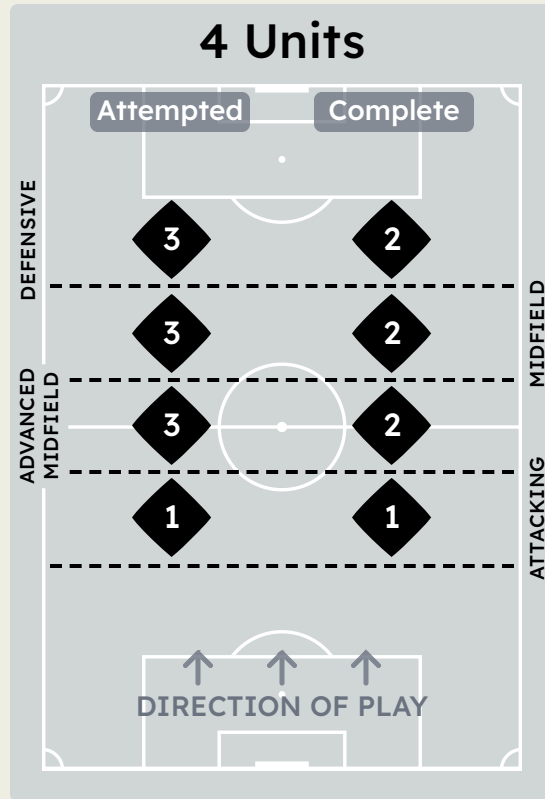 4 Units
Attempted
Complete
DEFENSIVE
3
2
MIDFIELD
3
2
ADVANCED
MIDFIELD
3
2
ATTACKING
1
1
DIRECTION OF PLAY